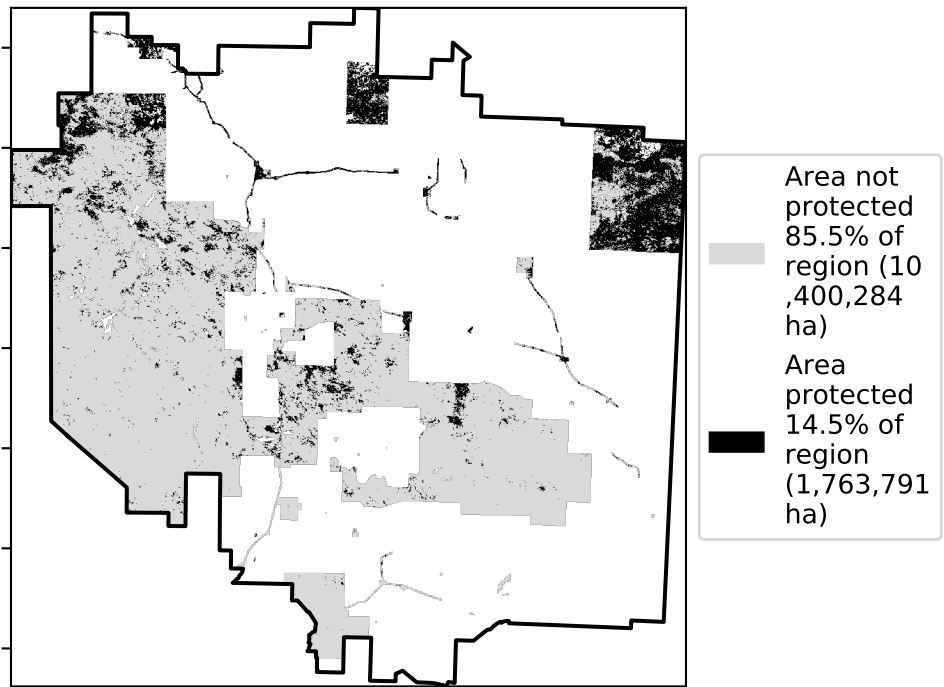 Area not
protected
85.5% of
region (10
,400,284
ha)
Area
protected
14.5% of
region
(1,763,791
ha)